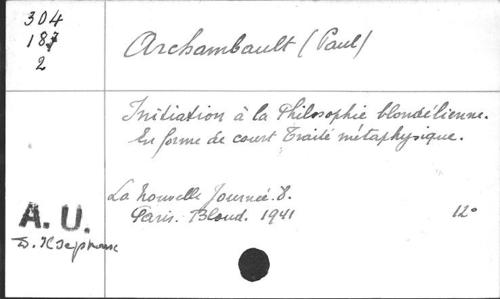 304
187
2
Archambault (Paul)
Initiation à la Philosophie blondélienne.
En forme de court Traité métaphysique.
La Nouvelle Journée. 8.
Paris. Bloud. 1941 12°
A. U.